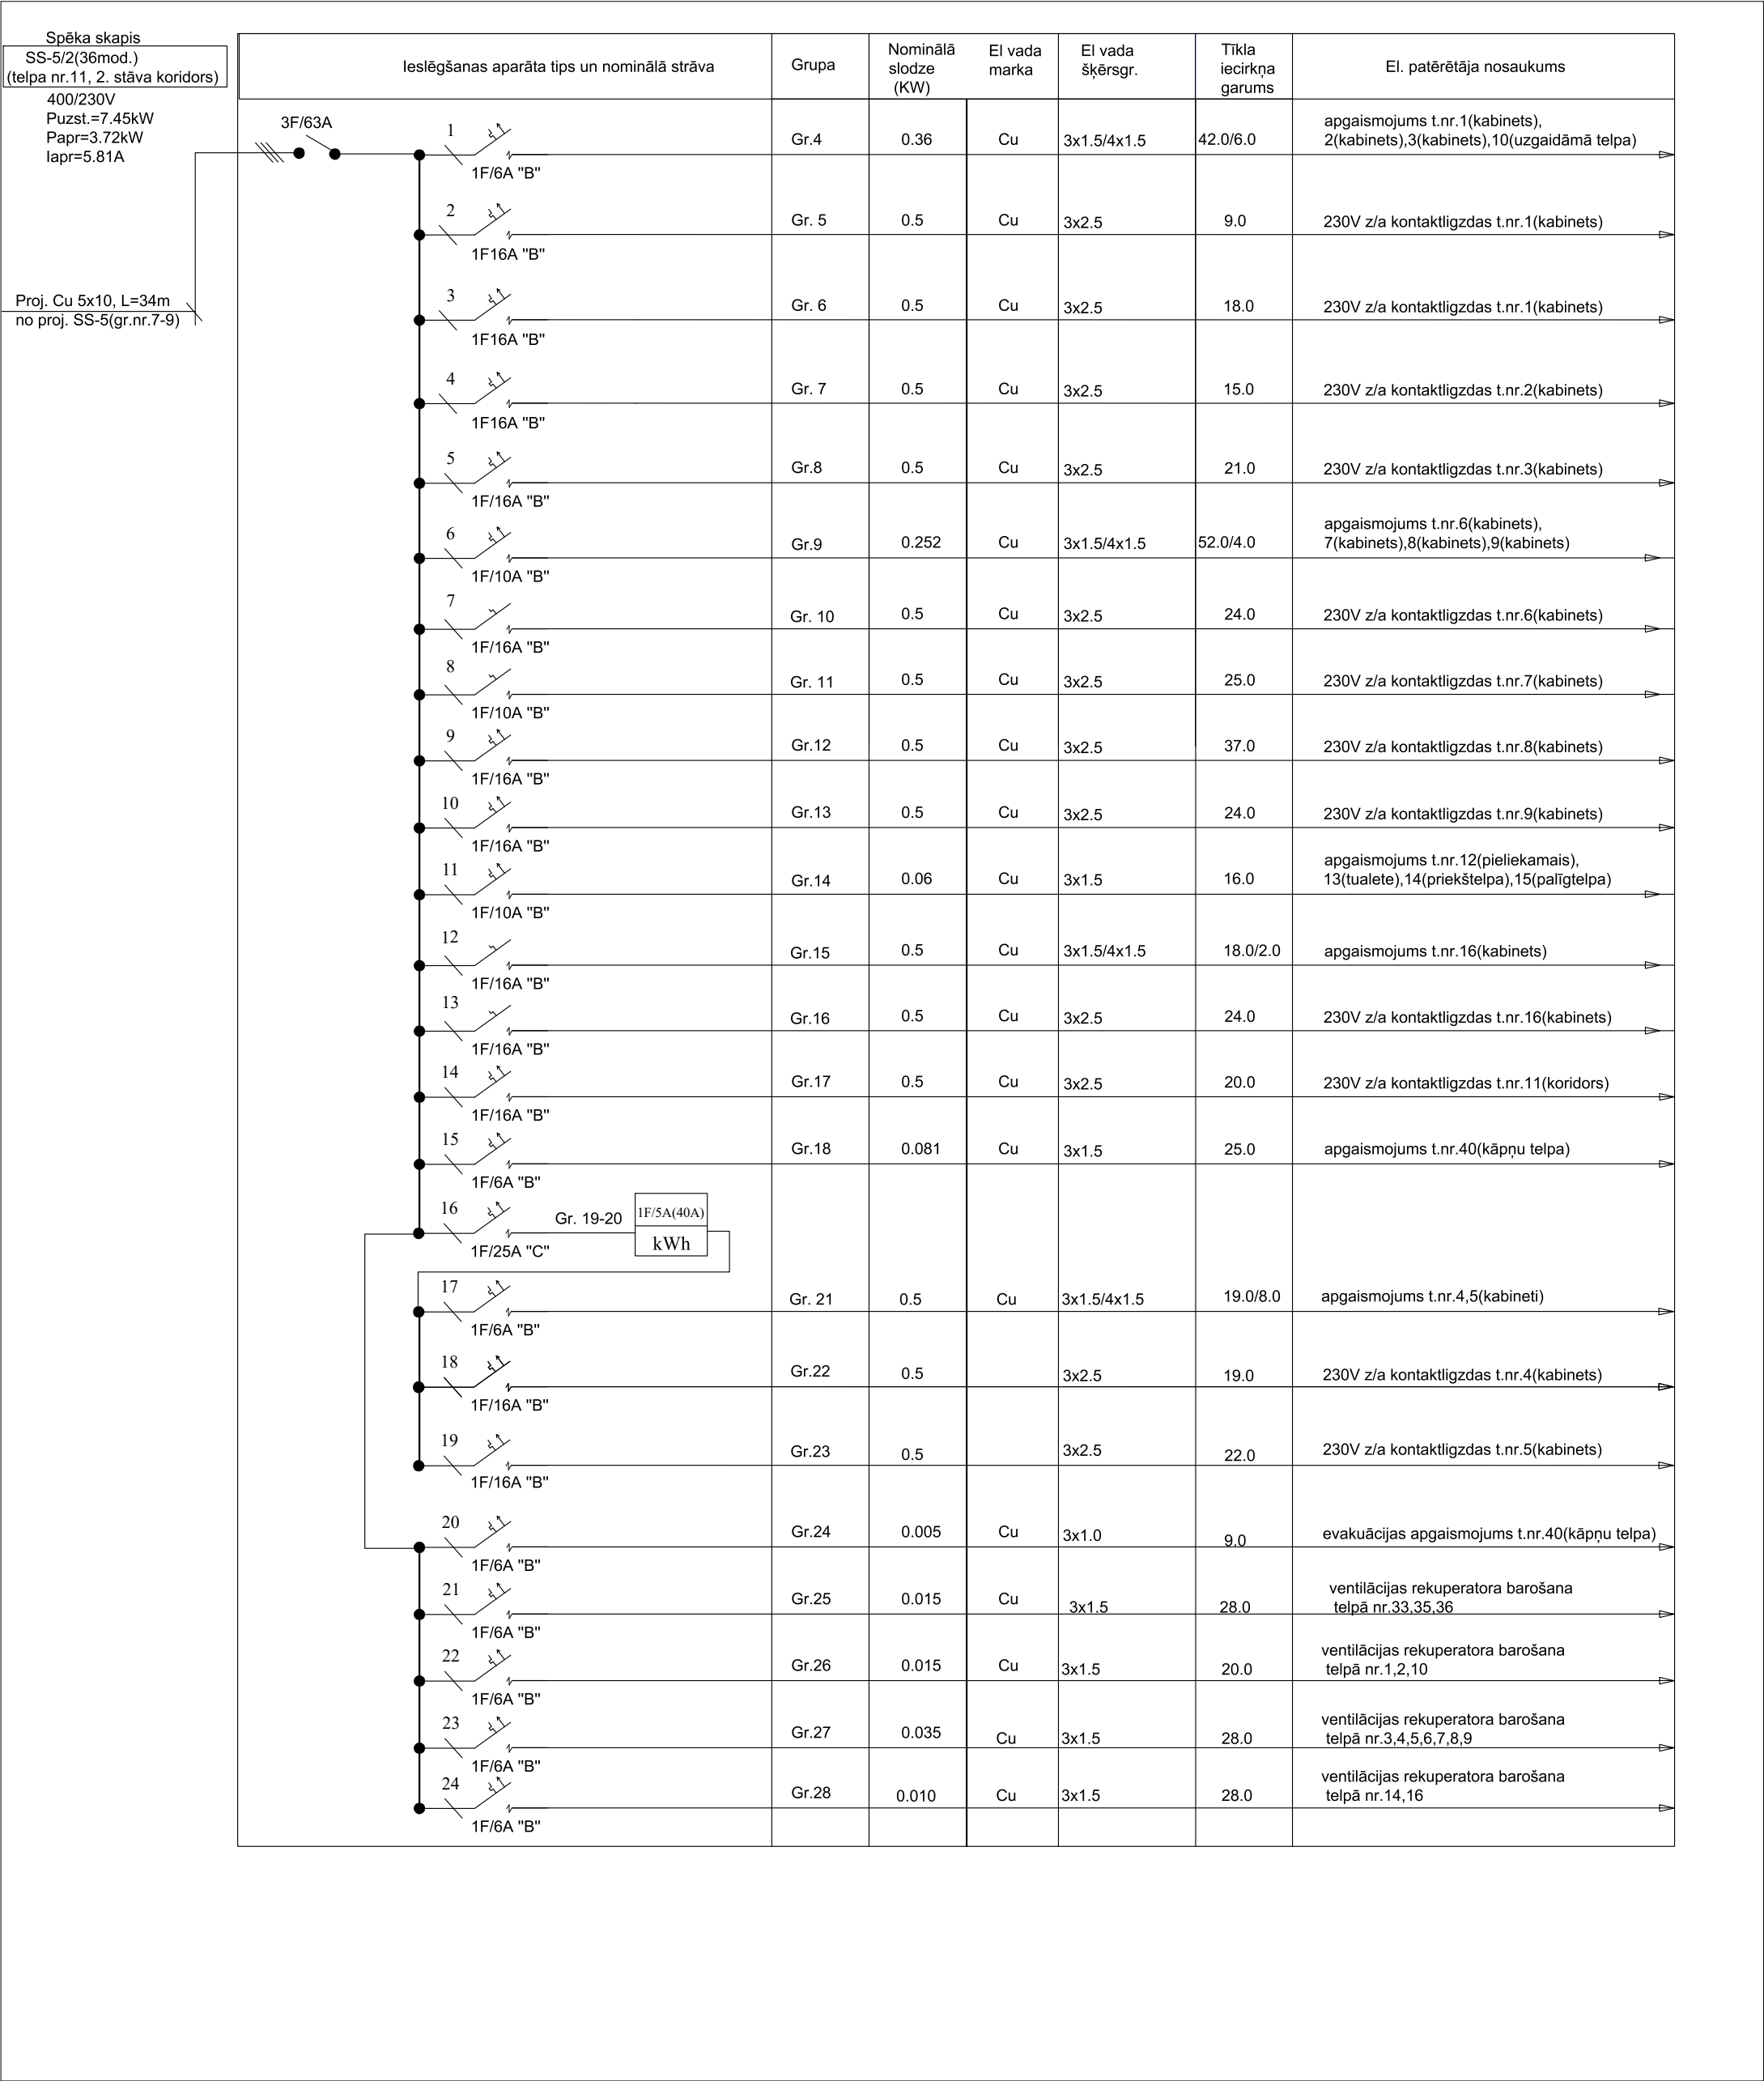 Spēka skapis
SS-5/2(36mod.)
(telpa nr.11, 2. stāva koridors)
400/230V
Puzst.=7.45kW
Papr=3.72kW
Iapr=5.81A
Proj. Cu 5x10, L=34m
no proj. SS-5(gr.nr.7-9)
3F/63A
Ieslēgšanas aparāta tips un nominālā strāva
Grupa
Nominālā
slodze
(KW)
El vada
marka
El vada
šķērsgr.
Tīkla
iecirkņa
garums
El. patērētāja nosaukums
1
1F/6A "B"
Gr.4
0.36
Cu
3x1.5/4x1.5
42.0/6.0
apgaismojums t.nr.1(kabinets),
2(kabinets),3(kabinets),10(uzgaidāmā telpa)
2
1F16A "B"
Gr. 5
0.5
Cu
3x2.5
9.0
230V z/a kontaktligzdas t.nr.1(kabinets)
3
1F16A "B"
Gr. 6
0.5
Cu
3x2.5
18.0
230V z/a kontaktligzdas t.nr.1(kabinets)
4
1F16A "B"
Gr. 7
0.5
Cu
3x2.5
15.0
230V z/a kontaktligzdas t.nr.2(kabinets)
5
1F/16A "B"
Gr.8
0.5
Cu
3x2.5
21.0
230V z/a kontaktligzdas t.nr.3(kabinets)
6
1F/10A "B"
Gr.9
0.252
Cu
3x1.5/4x1.5
52.0/4.0
apgaismojums t.nr.6(kabinets),
7(kabinets),8(kabinets),9(kabinets)
7
1F/16A "B"
Gr. 10
0.5
Cu
3x2.5
24.0
230V z/a kontaktligzdas t.nr.6(kabinets)
8
1F/10A "B"
Gr. 11
0.5
Cu
3x2.5
25.0
230V z/a kontaktligzdas t.nr.7(kabinets)
9
1F/16A "B"
Gr.12
0.5
Cu
3x2.5
37.0
230V z/a kontaktligzdas t.nr.8(kabinets)
10
1F/16A "B"
Gr.13
0.5
Cu
3x2.5
24.0
230V z/a kontaktligzdas t.nr.9(kabinets)
11
1F/10A "B"
Gr.14
0.06
Cu
3x1.5
16.0
apgaismojums t.nr.12(pieliekamais),
13(tualete),14(priekštelpa),15(palīgtelpa)
12
1F/16A "B"
Gr.15
0.5
Cu
3x1.5/4x1.5
18.0/2.0
apgaismojums t.nr.16(kabinets)
13
1F/16A "B"
Gr.16
0.5
Cu
3x2.5
24.0
230V z/a kontaktligzdas t.nr.16(kabinets)
14
1F/16A "B"
Gr.17
0.5
Cu
3x2.5
20.0
230V z/a kontaktligzdas t.nr.11(koridors)
15
1F/6A "B"
Gr.18
0.081
Cu
3x1.5
25.0
apgaismojums t.nr.40(kāpņu telpa)
16
1F/25A "C"
Gr. 19-20
1F/5A(40A)
kWh
17
1F/6A "B"
Gr. 21
0.5
Cu
3x1.5/4x1.5
19.0/8.0
apgaismojums t.nr.4,5(kabineti)
18
1F/16A "B"
Gr.22
0.5
3x2.5
19.0
230V z/a kontaktligzdas t.nr.4(kabinets)
19
1F/16A "B"
Gr.23
0.5
3x2.5
22.0
230V z/a kontaktligzdas t.nr.5(kabinets)
20
1F/6A "B"
Gr.24
0.005
Cu
3x1.0
9.0
evakuācijas apgaismojums t.nr.40(kāpņu telpa)
21
1F/6A "B"
Gr.25
0.015
Cu
3x1.5
28.0
ventilācijas rekuperatora barošana
telpā nr.33,35,36
22
1F/6A "B"
Gr.26
0.015
Cu
3x1.5
20.0
ventilācijas rekuperatora barošana
telpā nr.1,2,10
23
1F/6A "B"
Gr.27
0.035
Cu
3x1.5
28.0
ventilācijas rekuperatora barošana
telpā nr.3,4,5,6,7,8,9
24
1F/6A "B"
Gr.28
0.010
Cu
3x1.5
28.0
ventilācijas rekuperatora barošana
telpā nr.14,16